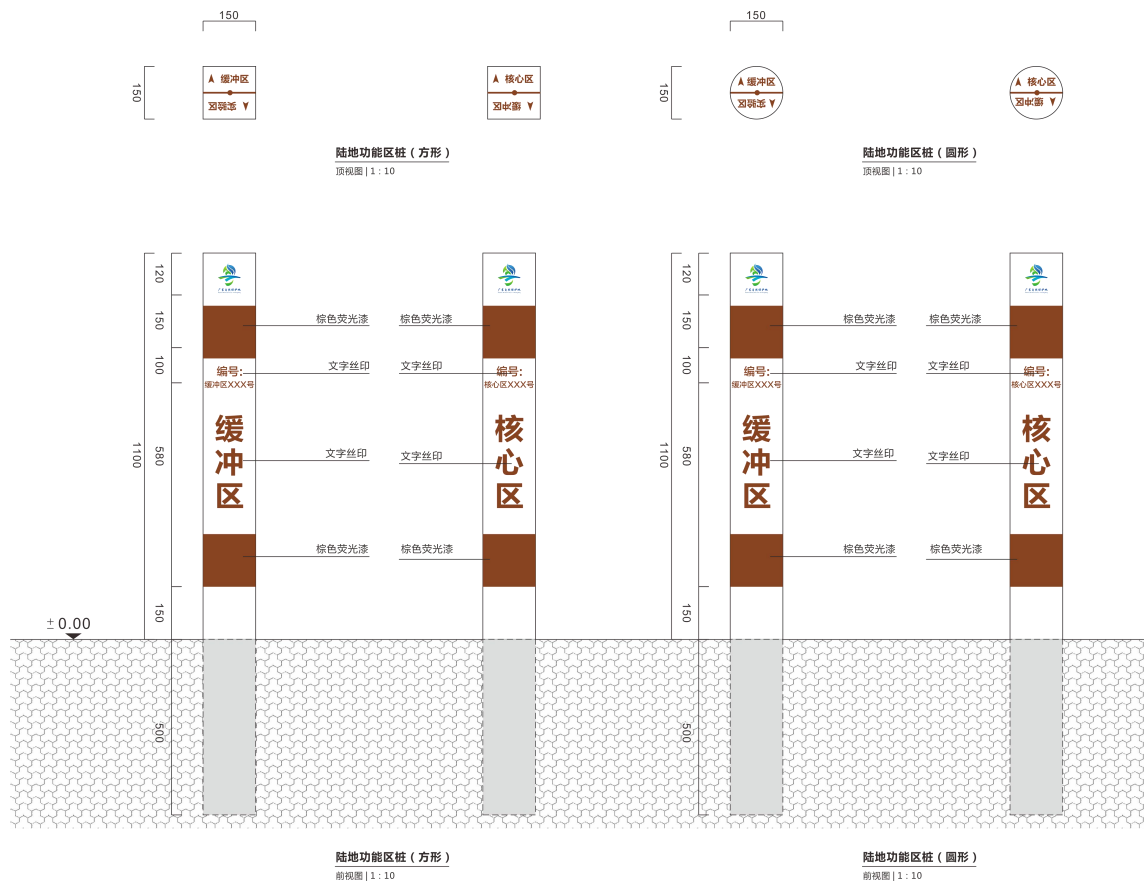 150
150
150
缓冲区
实验区
核心区
缓冲区
150
缓冲区
实验区
核心区
缓冲区
陆地功能区桩（方形）
顶视图 | 1 : 10
陆地功能区桩（圆形）
顶视图 | 1 : 10
1100
120
150
100
580
150
500
棕色荧光漆
棕色荧光漆
编号:
缓冲区XXX号
文字丝印
文字丝印
编号:
核心区XXX号
缓冲区
文字丝印
文字丝印
核心区
棕色荧光漆
棕色荧光漆
1100
120
150
100
580
150
500
棕色荧光漆
棕色荧光漆
编号:
缓冲区XXX号
文字丝印
文字丝印
编号:
核心区XXX号
缓冲区
文字丝印
文字丝印
核心区
棕色荧光漆
棕色荧光漆
±0.00
陆地功能区桩（方形）
前视图 | 1 : 10
陆地功能区桩（圆形）
前视图 | 1 : 10